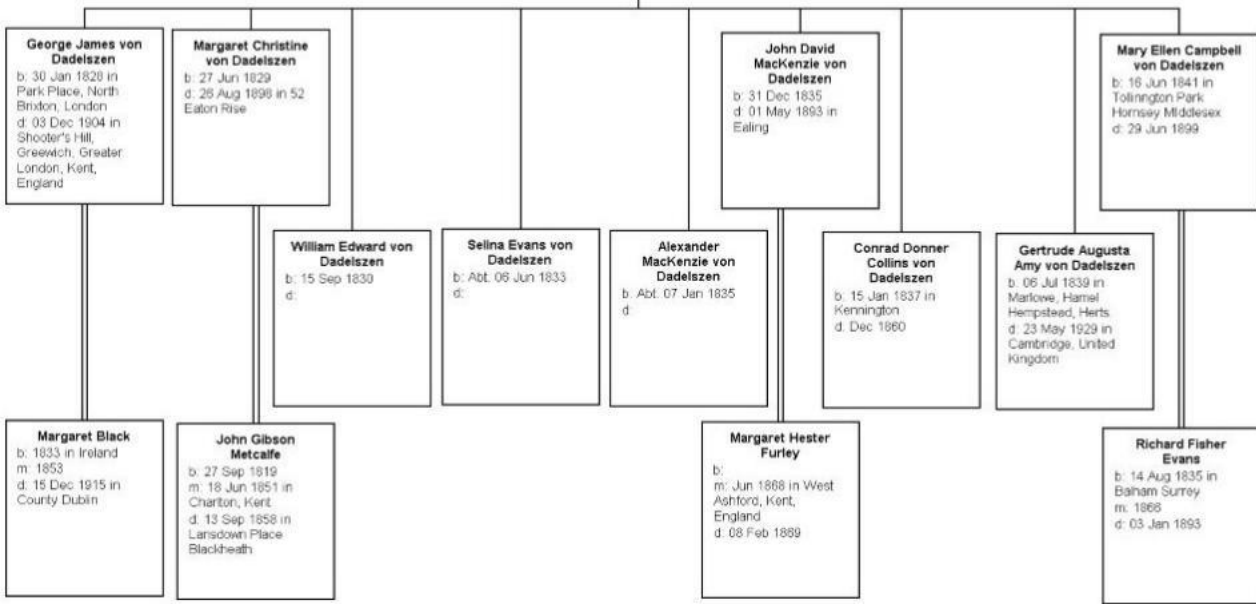 George James von
Dadelszen
b: 30 Jan 1828 in
Park Place, North
Brixton, London
d: 03 Dec 1904 in
Shooter's Hill,
Greewich, Greater
London, Kent,
England
Margaret Christine
von Dadelszen
b: 27 Jun 1829
d: 26 Aug 1898 in 52
Eaton Rise
John David
MacKenzie von
Dadelszen
b: 31 Dec 1835
d: 01 May 1893 in
Ealing
Mary Ellen Campbell
von Dadelszen
b: 16 Jun 1841 in
Tollington Park
Hornsey Middlesex
d: 29 Jun 1899
William Edward von
Dadelszen
b: 15 Sep 1830
d:
Selina Evans von
Dadelszen
b: Abt. 06 Jun 1833
d:
Alexander
MacKenzie von
Dadelszen
b: Abt. 07 Jan 1835
d:
Conrad Donner
Collins von
Dadelszen
b: 15 Jan 1837 in
Kennington
d: Dec 1860
Gertrude Augusta
Amy von Dadelszen
b: 06 Jul 1839 in
Marlowe, Hamel
Hempstead, Herts
d: 23 May 1929 in
Cambridge, United
Kingdom
Margaret Black
b: 1833 in Ireland
m: 1853
d: 15 Dec 1915 in
County Dublin
John Gibson
Metcalfe
b: 27 Sep 1819
m: 18 Jun 1851 in
Charlton, Kent
d: 13 Sep 1858 in
Lansdown Place
Blackheath
Margaret Hester
Furley
b:
m: Jun 1868 in West
Ashford, Kent,
England
d: 08 Feb 1869
Richard Fisher
Evans
b: 14 Aug 1835 in
Balham Surrey
m: 1866
d: 03 Jan 1893